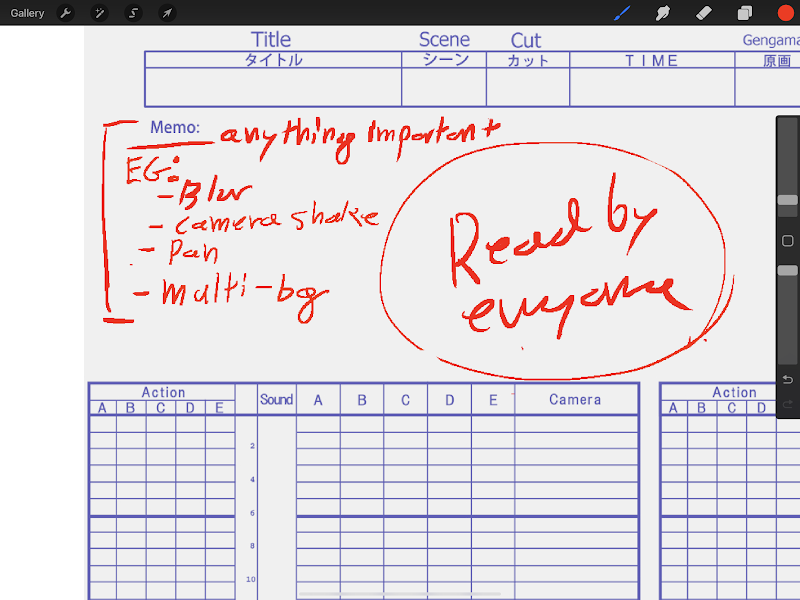 Gallery
Title Scene Cut Gengama
タイトル シーン カット TIME 原画
Memo: anything important
EG:
- Blur
- camera shake
- Pan
- multi-bg
Read by
everyone
Action Sound A B C D E Camera Action
A B C D E A B C D
2
4
6
8
10